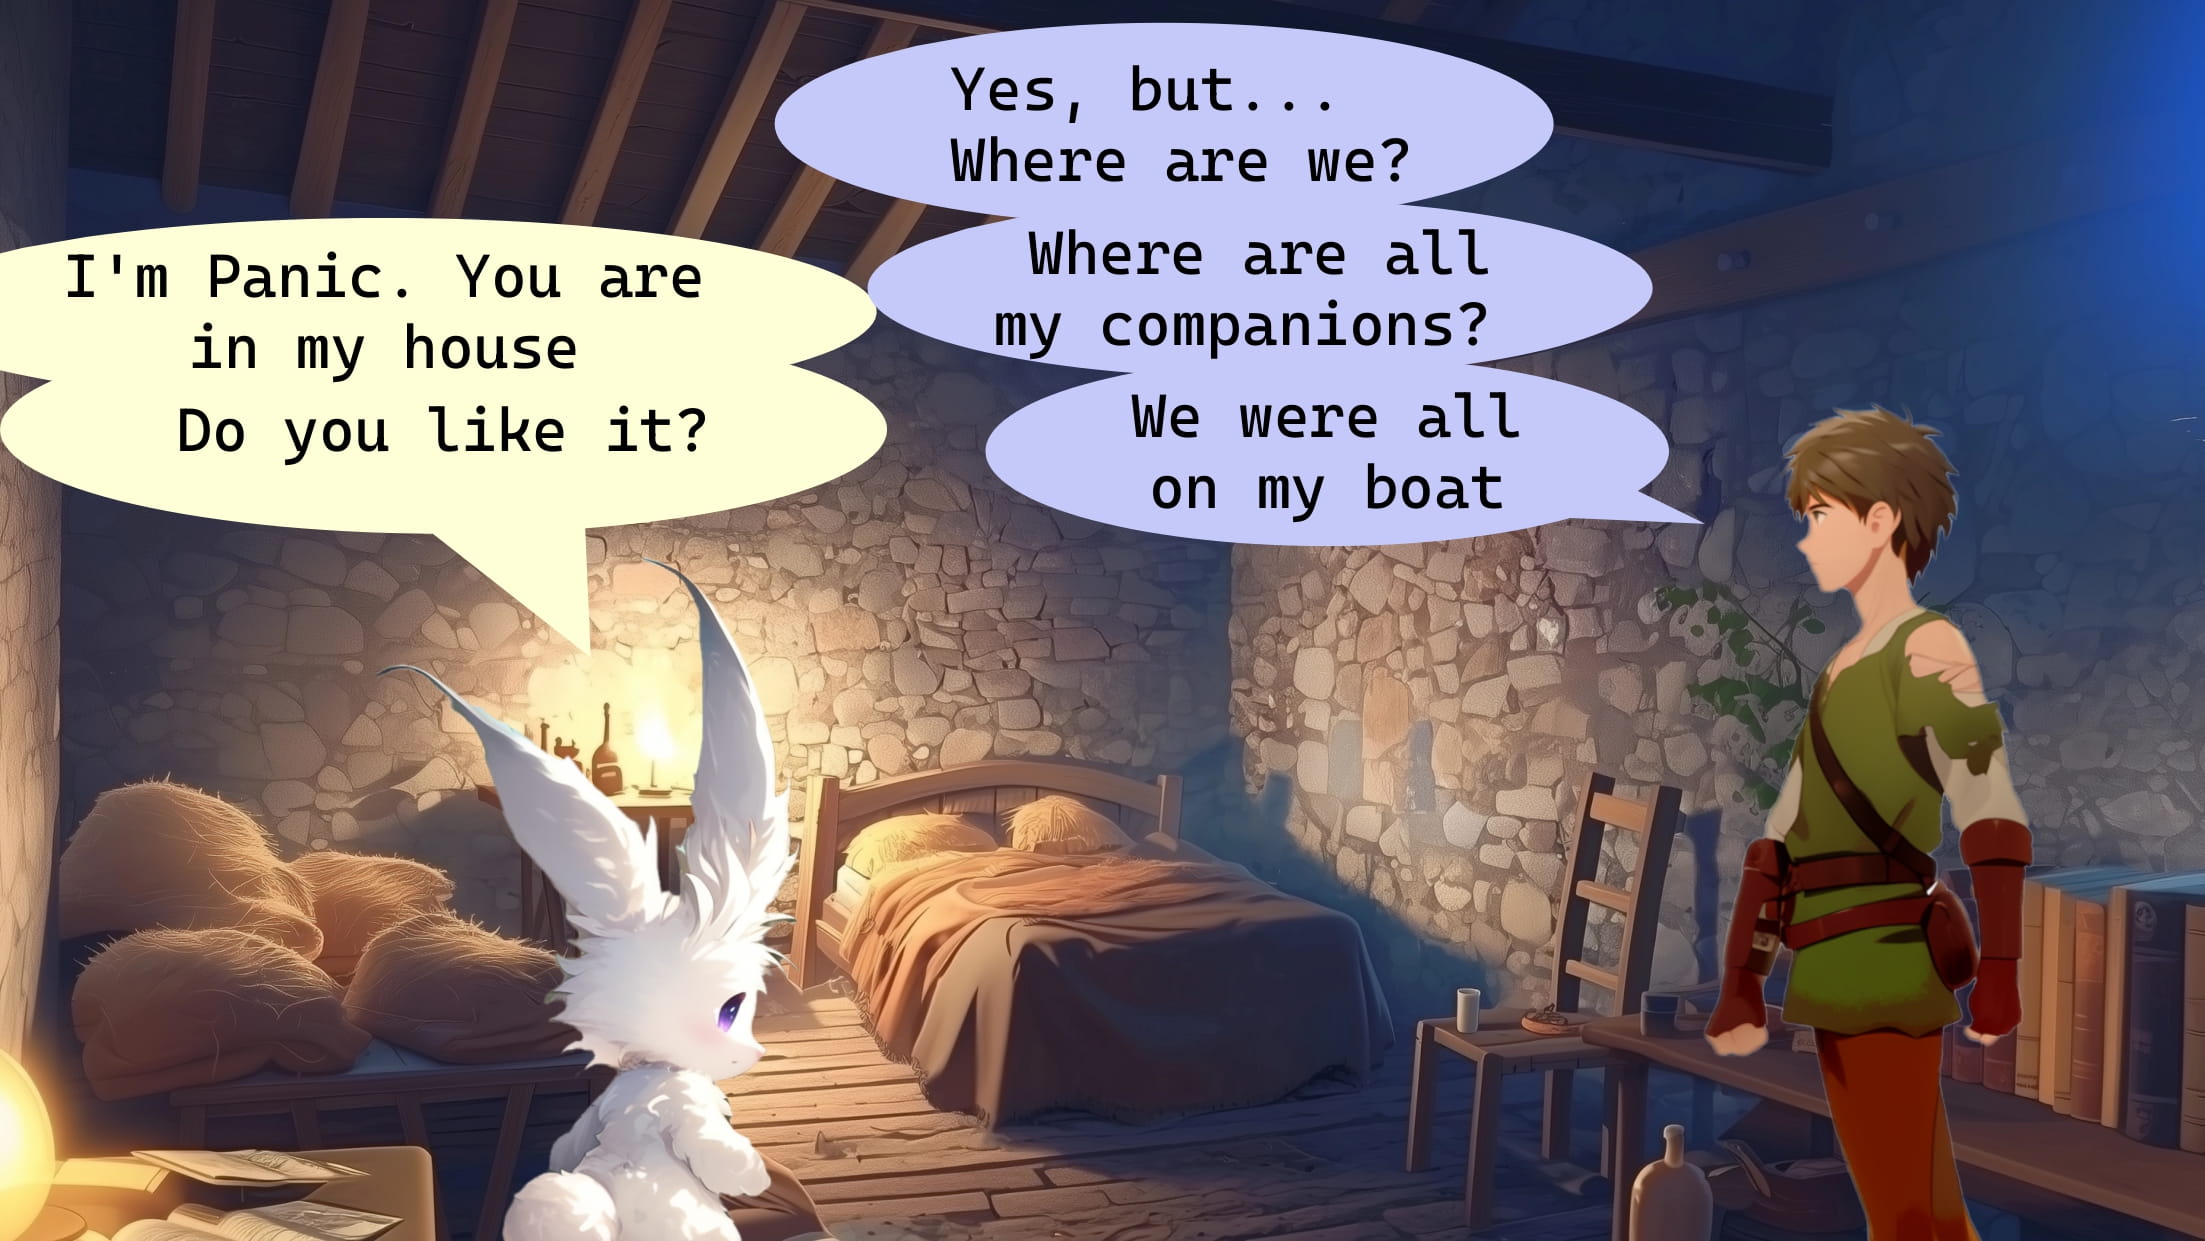 I'm Panic. You are
in my house
Do you like it?
Yes, but...
Where are we?
Where are all
my companions?
We were all
on my boat